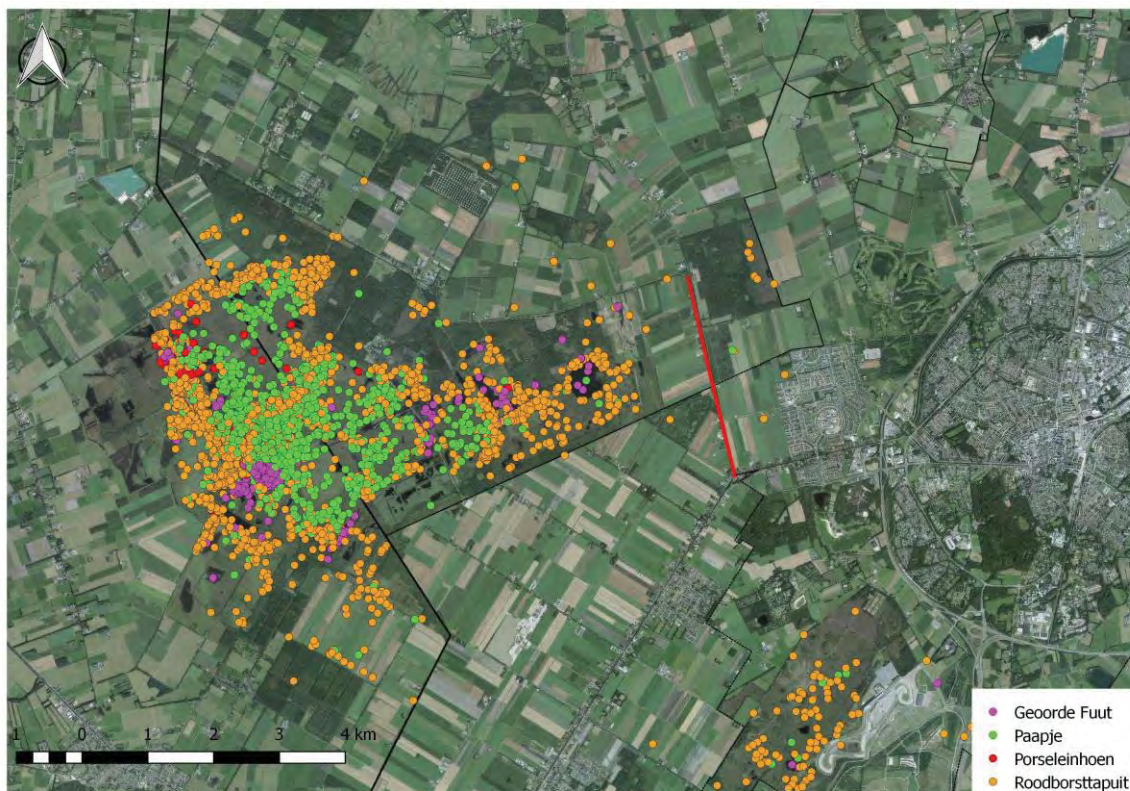 1 0 1 2 3 4 km
Geoorde Fuut
Paapje
Porseleinhoen
Roodborsttapuit